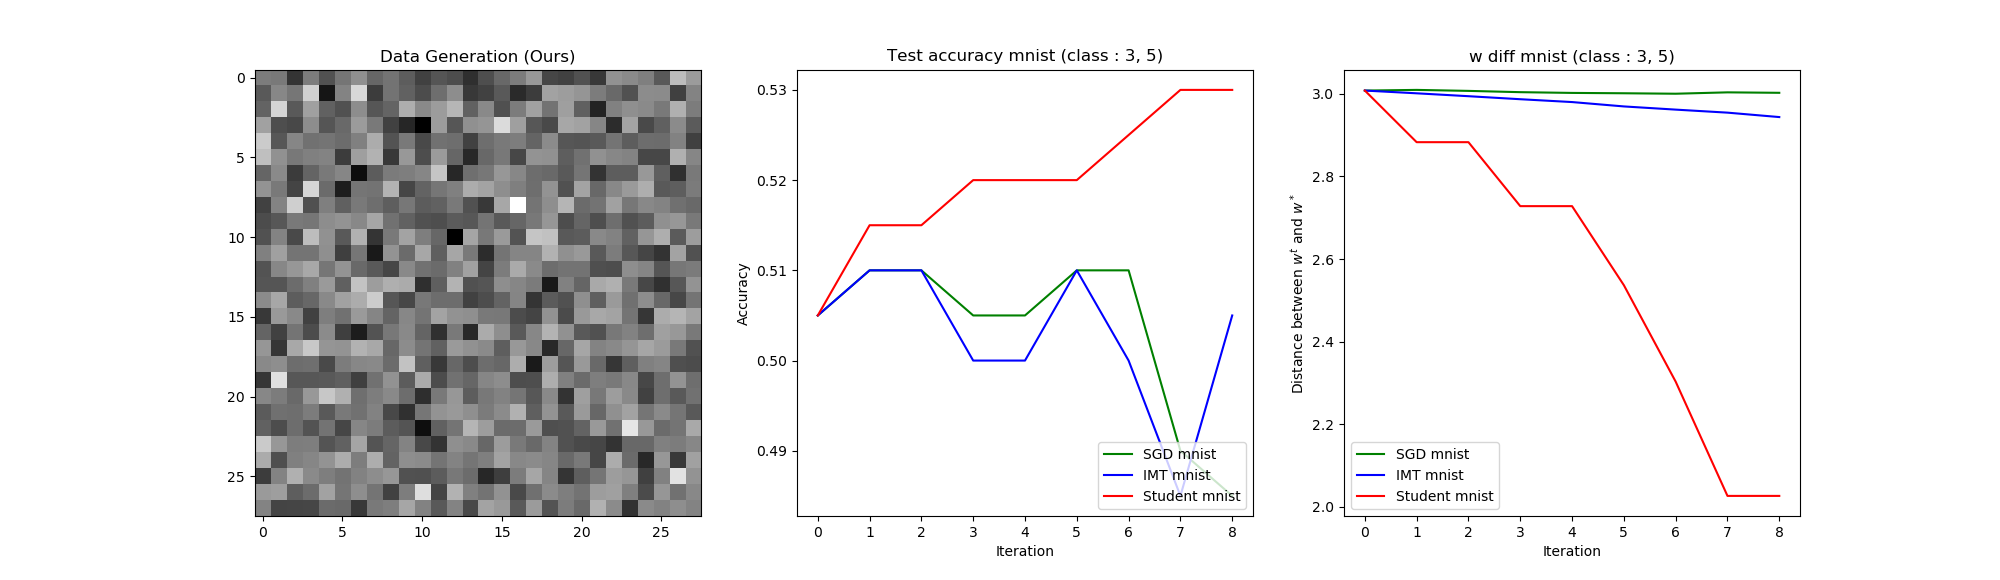 Data Generation (Ours)
0
5
10
15
20
25
0 5 10 15 20 25
Test accuracy mnist (class : 3, 5)
Accuracy
0.53
0.52
0.51
0.50
0.49
SGD mnist
IMT mnist
Student mnist
0 1 2 3 4 5 6 7 8
Iteration
w diff mnist (class : 3, 5)
Distance between w^t and w^*
3.0
2.8
2.6
2.4
2.2
2.0
SGD mnist
IMT mnist
Student mnist
0 1 2 3 4 5 6 7 8
Iteration